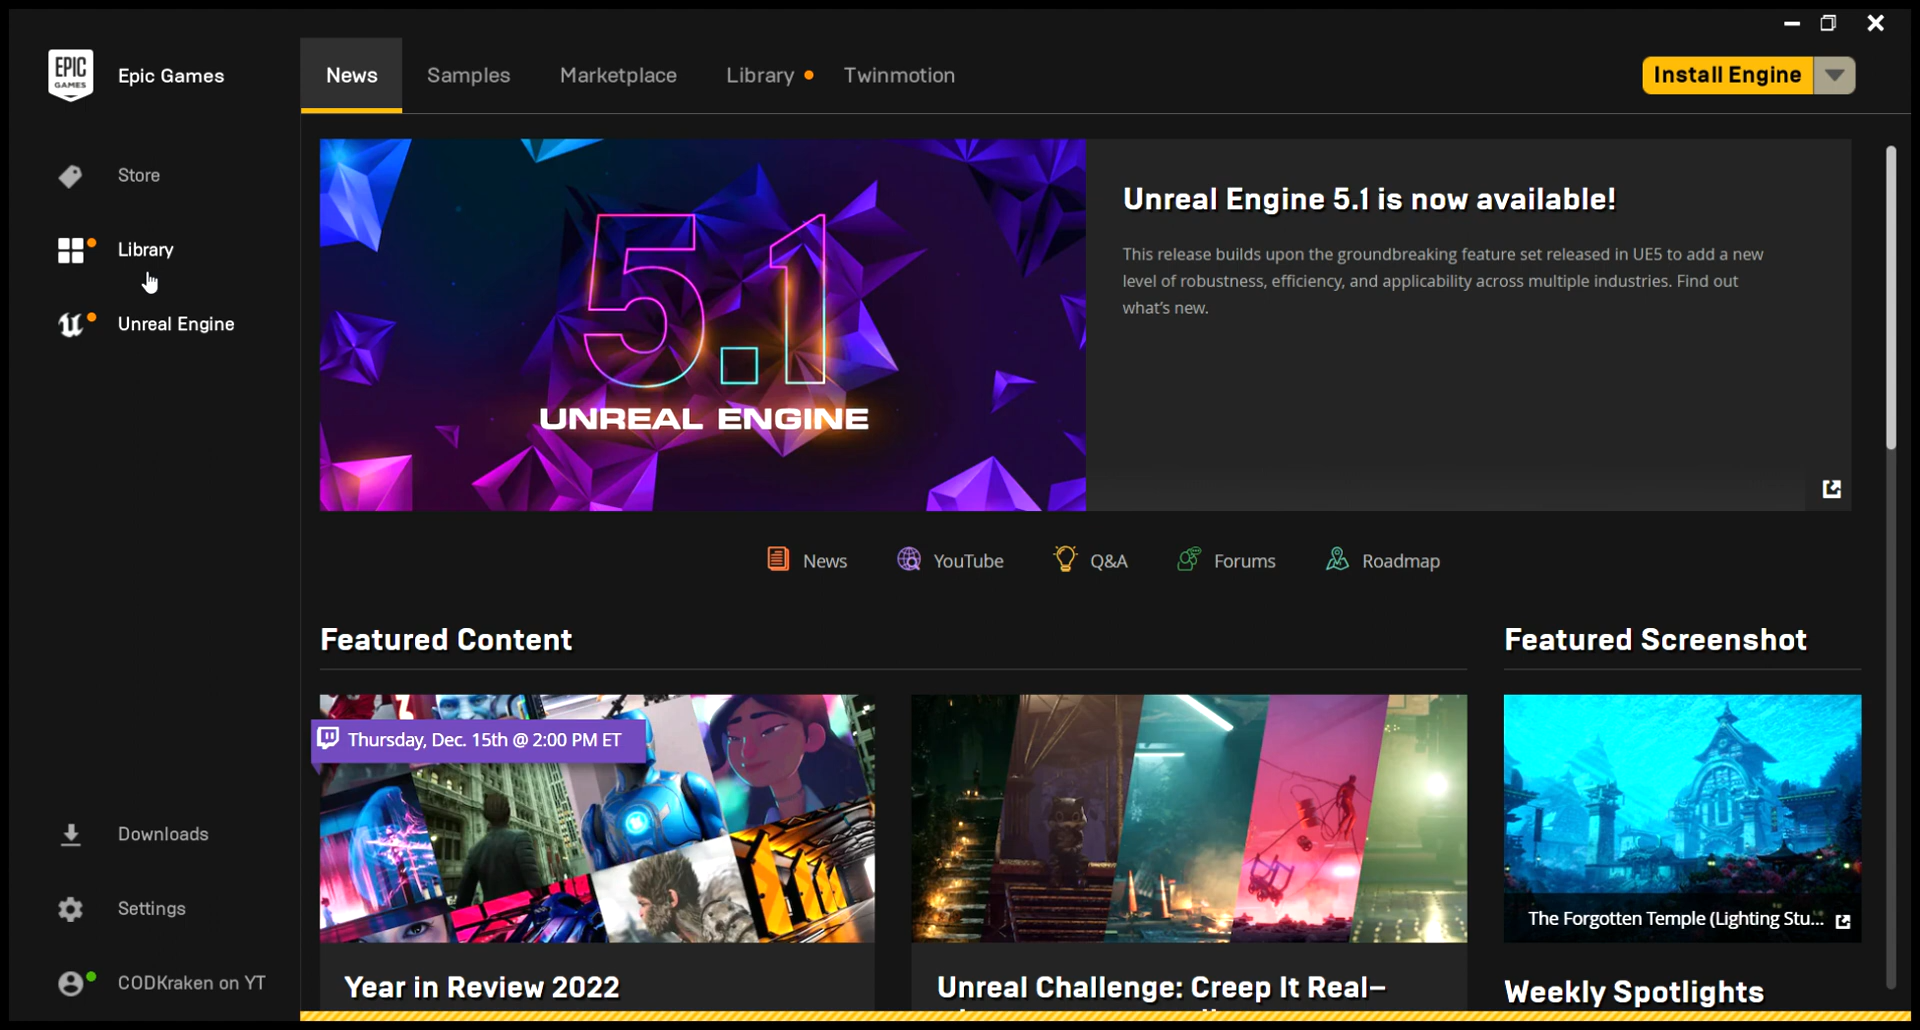 EPIC
GAMES
Epic Games
News
Samples
Marketplace
Library
Twinmotion
Install Engine
Store
Library
Unreal Engine
5.1
UNREAL ENGINE
Unreal Engine 5.1 is now available!
This release builds upon the groundbreaking feature set released in UE5 to add a new
level of robustness, efficiency, and applicability across multiple industries. Find out
what's new.
News
YouTube
Q&A
Forums
Roadmap
Featured Content
Featured Screenshot
Thursday, Dec. 15th @ 2:00 PM ET
The Forgotten Temple (Lighting Stu...
Year in Review 2022
Unreal Challenge: Creep It Real—
Weekly Spotlights
Downloads
Settings
CODKraken on YT